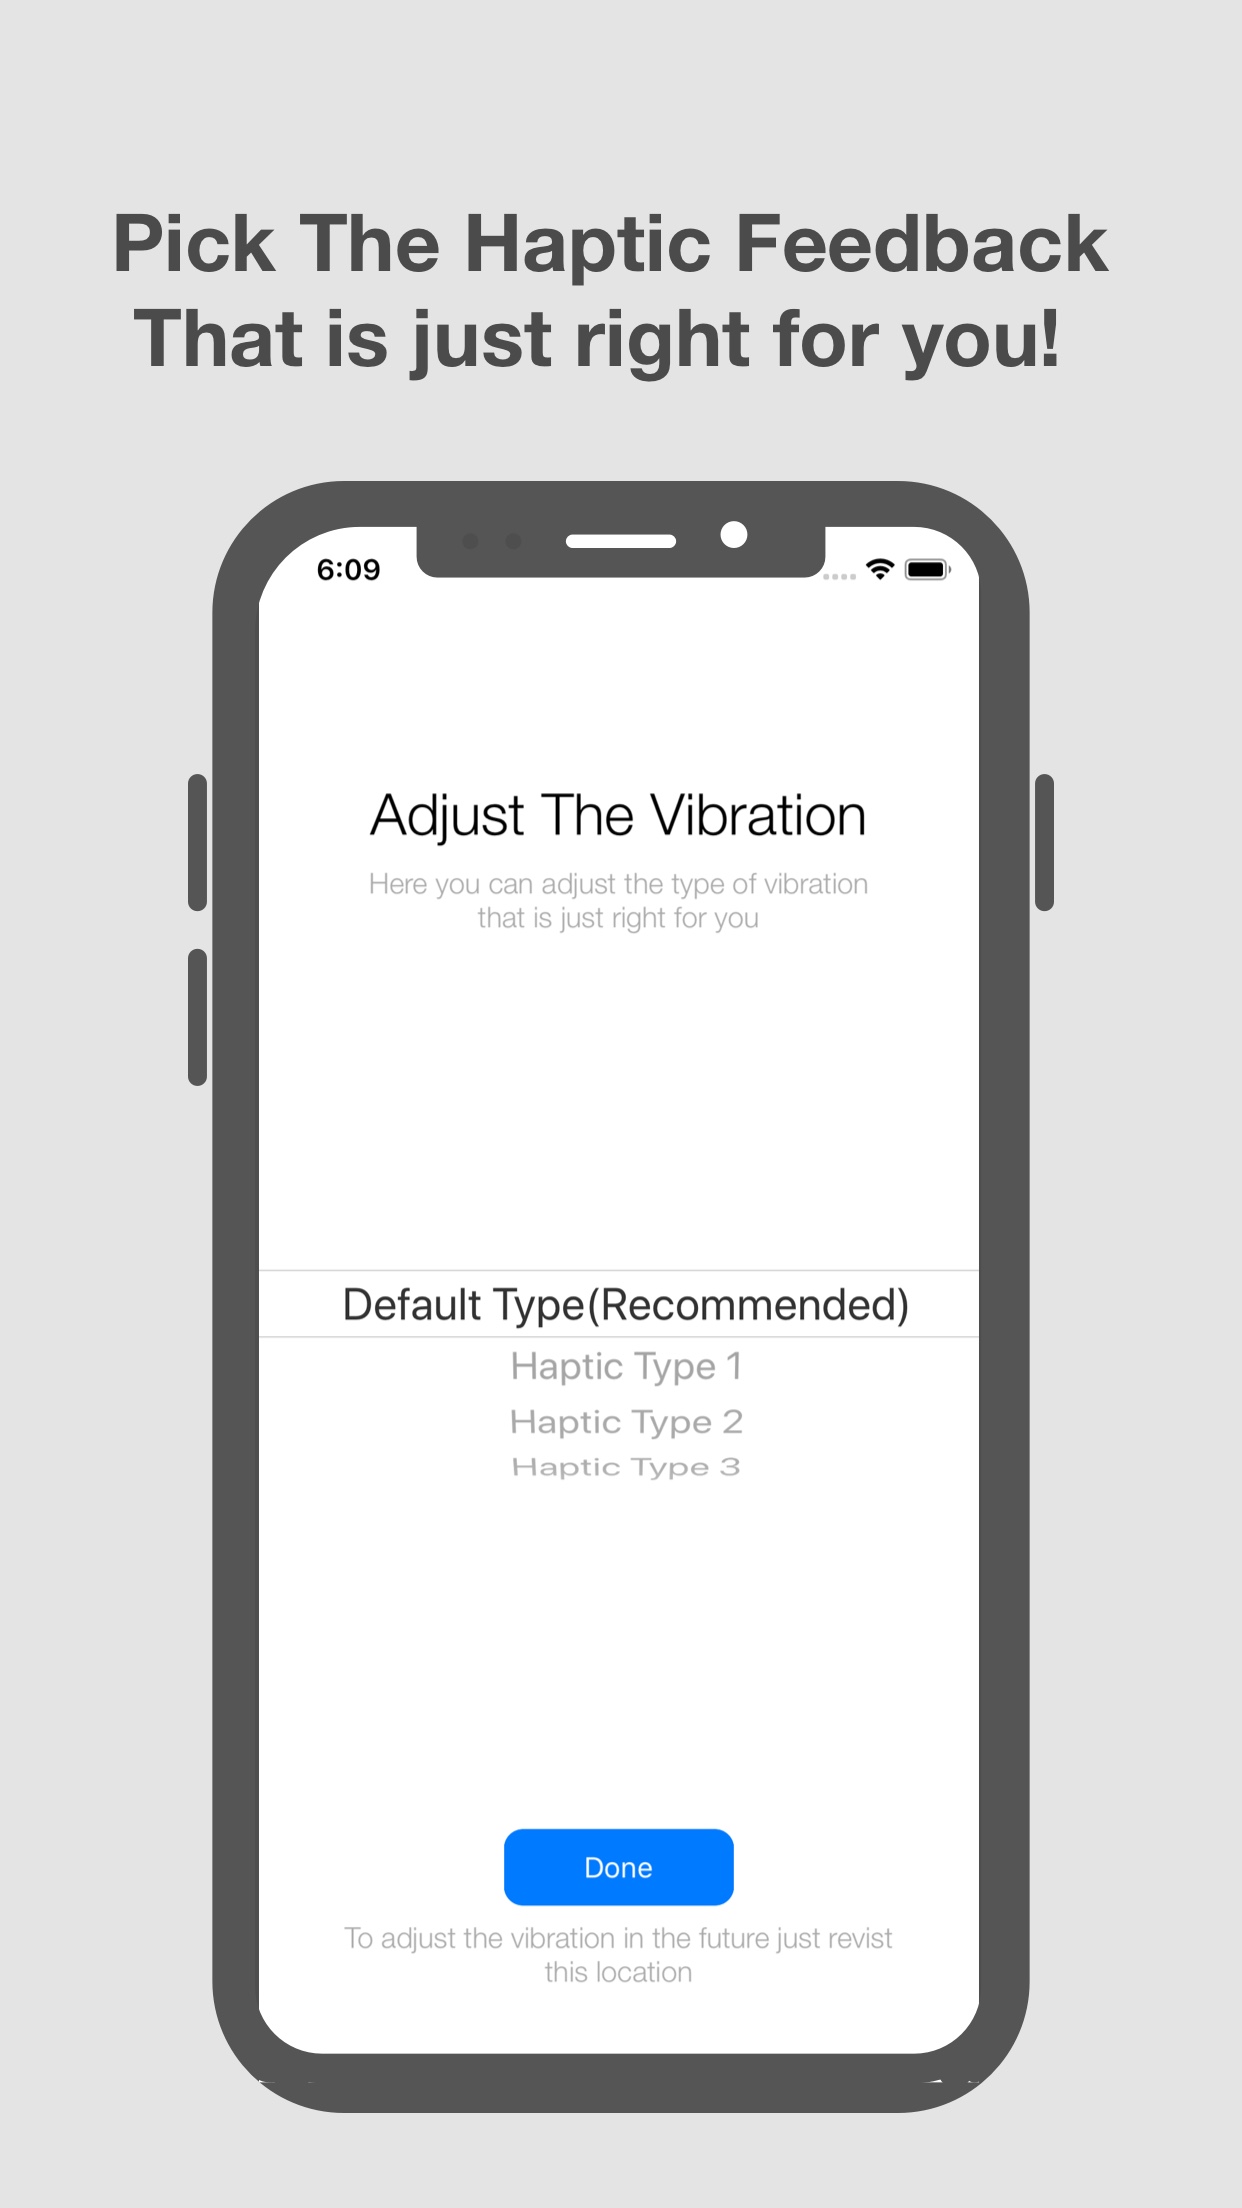 Pick The Haptic Feedback
That is just right for you!
6:09
Adjust The Vibration
Here you can adjust the type of vibration
that is just right for you
Default Type(Recommended)
Haptic Type 1
Haptic Type 2
Haptic Type 3
Done
To adjust the vibration in the future just revist
this location